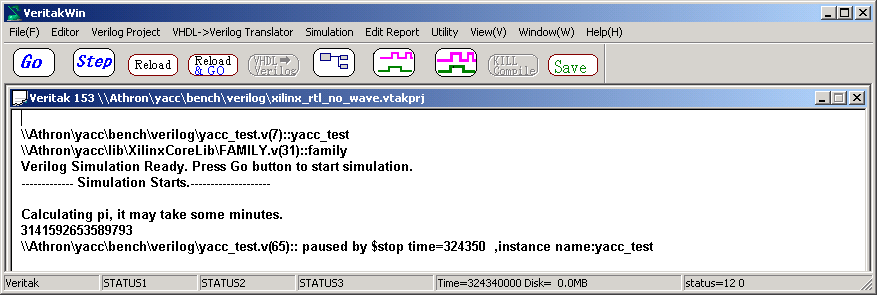 VeritakWin
File(F) Editor Verilog Project VHDL->Verilog Translator Simulation Edit Report Utility View(V) Window(W) Help(H)
Go Step Reload Reload & GO VHDL Verilog KILL Compile Save
Veritak 153 \\Athron\yacc\bench\verilog\xilinx_rtl_no_wave.vtakprj
\\Athron\yacc\bench\verilog\yacc_test.v(7)::yacc_test
\\Athron\yacc\lib\XilinxCoreLib\FAMILY.v(31)::family
Verilog Simulation Ready. Press Go button to start simulation.
------------- Simulation Starts.--------------------
Calculating pi, it may take some minutes.
3141592653589793
\\Athron\yacc\bench\verilog\yacc_test.v(65):: paused by $stop time=324350 ,instance name:yacc_test
Veritak STATUS1 STATUS2 STATUS3 Time=324340000 Disk= 0.0MB status=12 0